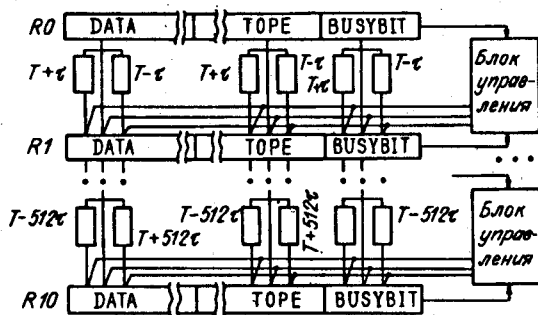 R0 DATA TOPE BUSYBIT
T+τ T-τ T+τ T-τ T+τ T-τ
Блок
управ-
ления
R1 DATA TOPE BUSYBIT
T-512τ T+512τ T-512τ T+512τ T-512τ
Блок
управ-
ления
R10 DATA TOPE BUSYBIT